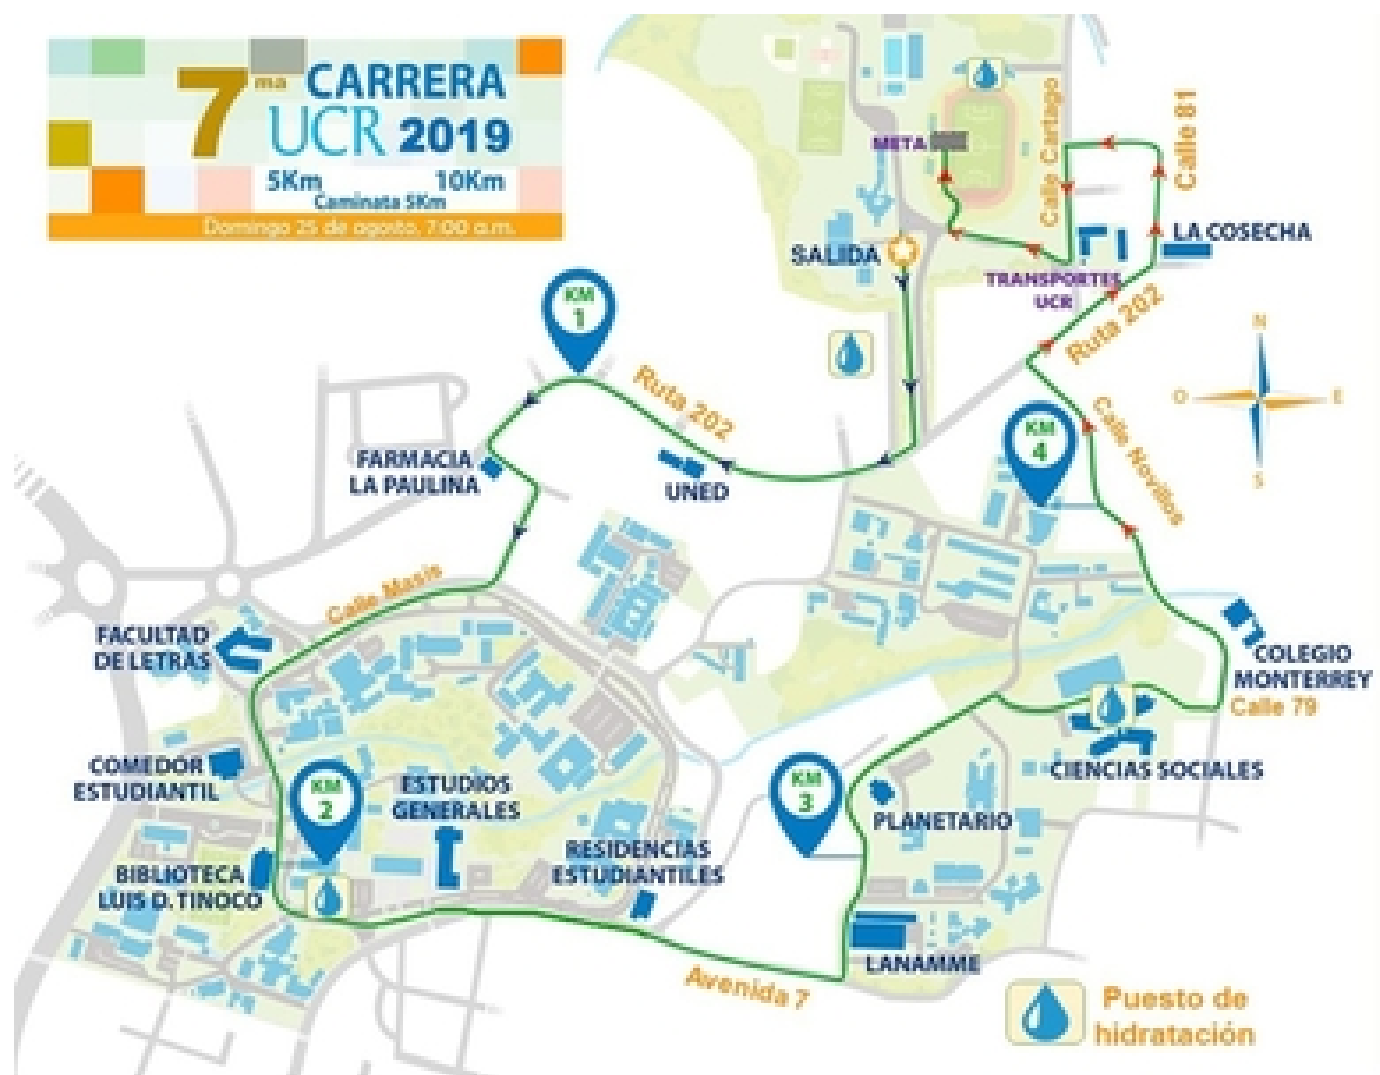 7ma CARRERA
UCR 2019
5Km 10Km
Caminata 5Km
Domingo 25 de agosto, 7:00 a.m.
META
Calle Cartago
Calle 81
SALIDA
LA COSECHA
TRANSPORTES
UCR
KM
1
Ruta 202
Ruta 202
N
O
E
S
KM
4
Calle Novillos
FARMACIA
LA PAULINA
UNED
Calle Masis
FACULTAD
DE LETRAS
COLEGIO
MONTERREY
Calle 79
COMEDOR
ESTUDIANTIL
KM
2
ESTUDIOS
GENERALES
KM
3
CIENCIAS SOCIALES
PLANETARIO
RESIDENCIAS
ESTUDIANTILES
BIBLIOTECA
LUIS D. TINOCO
LANAMME
Avenida 7
Puesto de
hidratación